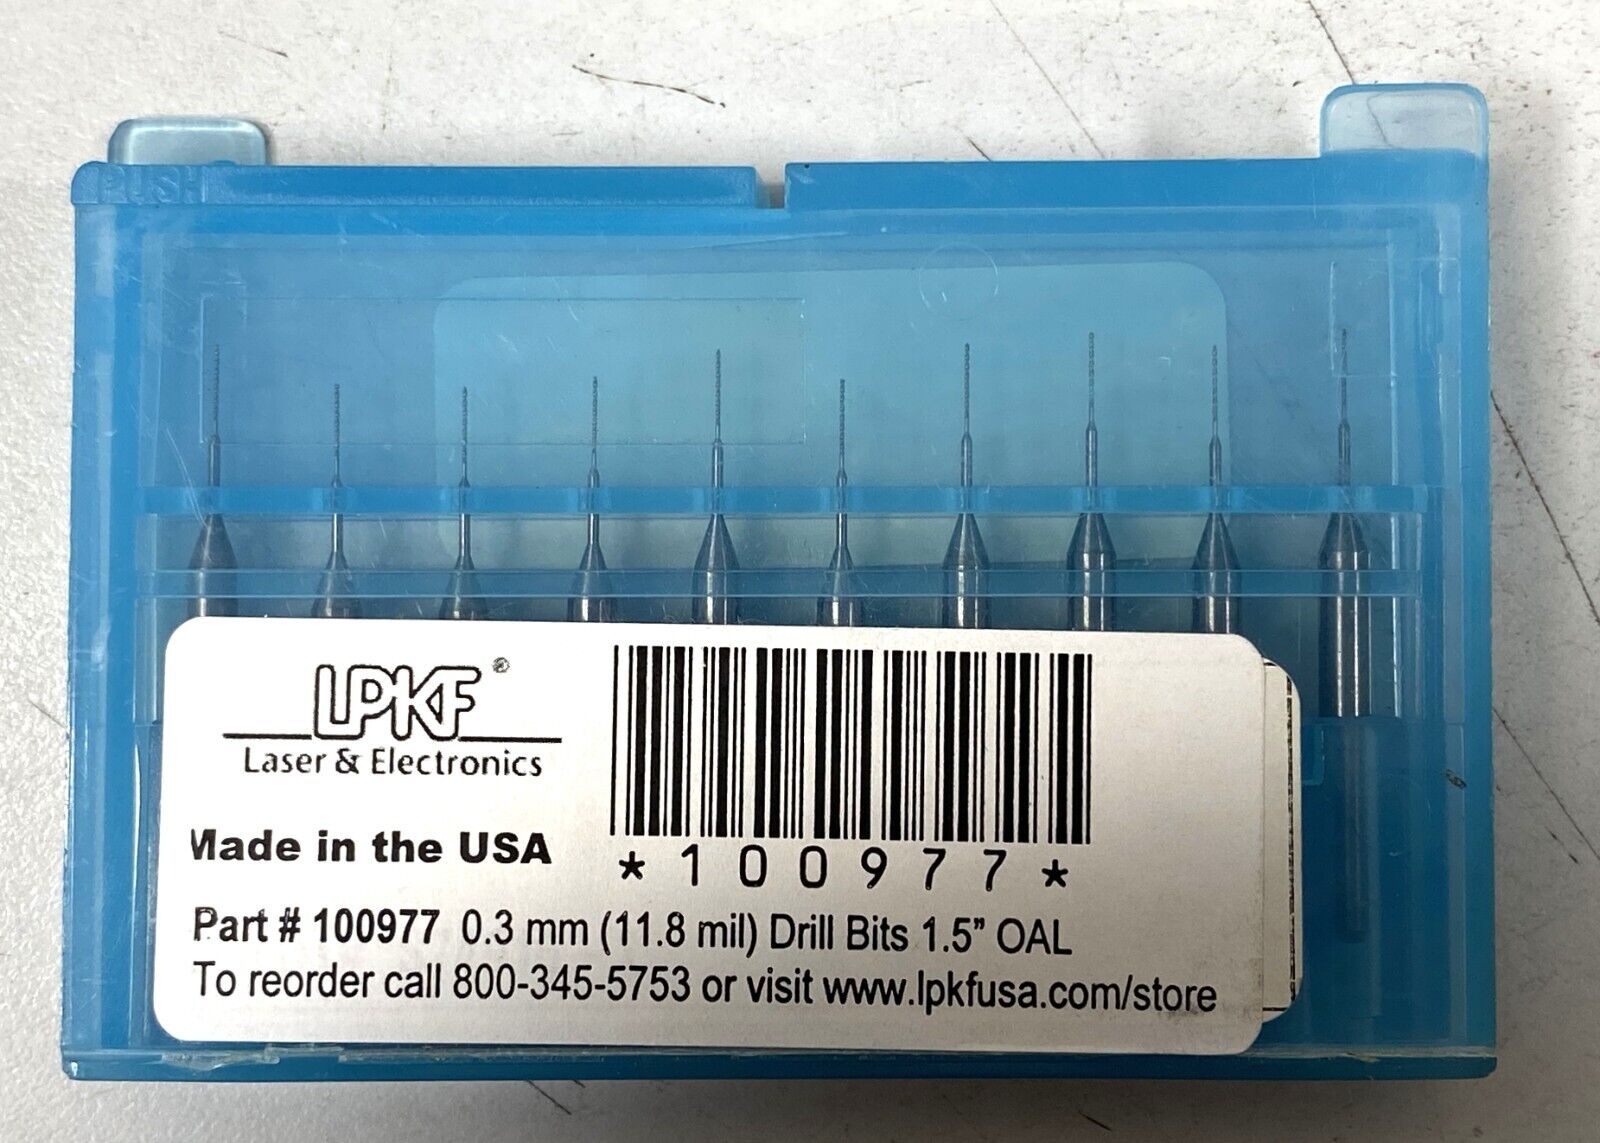 PUSH
LPKF®
Laser & Electronics
Made in the USA
*100977*
Part # 100977 0.3 mm (11.8 mil) Drill Bits 1.5” OAL
To reorder call 800-345-5753 or visit www.lpkfusa.com/store